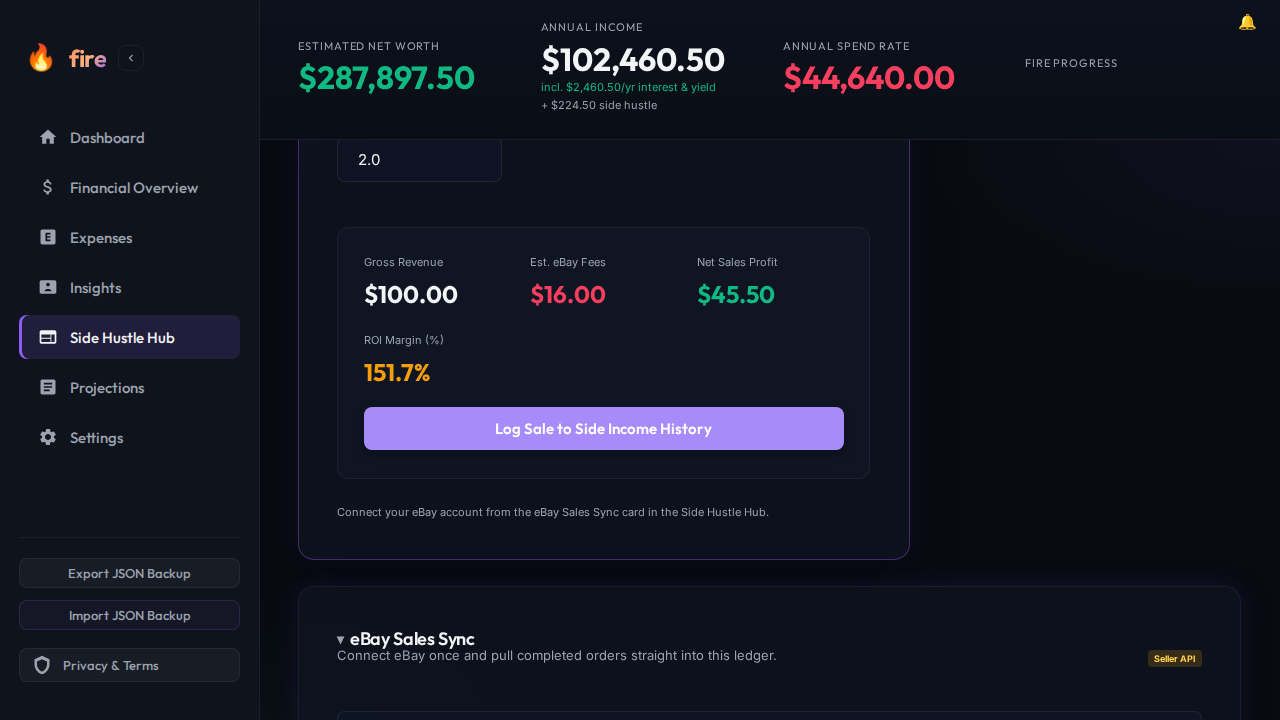 fire
Dashboard
Financial Overview
Expenses
Insights
Side Hustle Hub
Projections
Settings
Export JSON Backup
Import JSON Backup
Privacy & Terms
ESTIMATED NET WORTH
$287,897.50
ANNUAL INCOME
$102,460.50
incl. $2,460.50/yr interest & yield
+ $224.50 side hustle
ANNUAL SPEND RATE
$44,640.00
FIRE PROGRESS
2.0
Gross Revenue
$100.00
Est. eBay Fees
$16.00
Net Sales Profit
$45.50
ROI Margin (%)
151.7%
Log Sale to Side Income History
Connect your eBay account from the eBay Sales Sync card in the Side Hustle Hub.
eBay Sales Sync
Connect eBay once and pull completed orders straight into this ledger.
Seller API